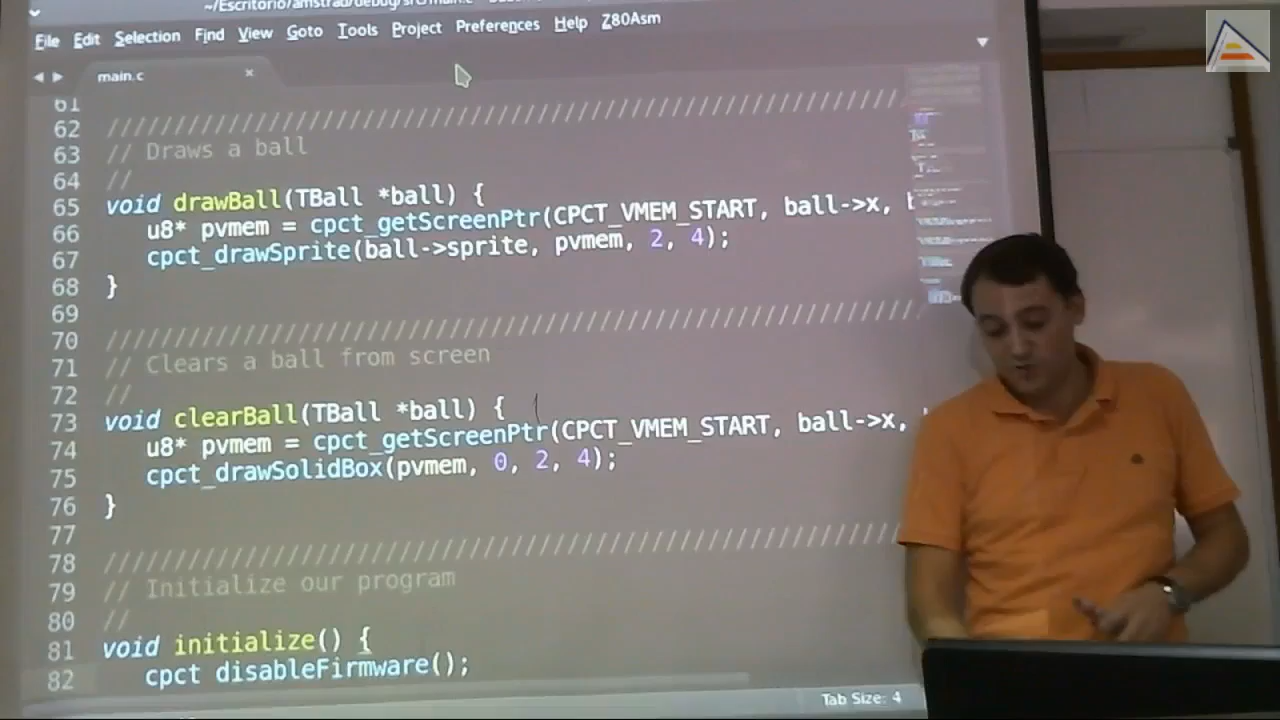 ~/Escritorio/amstrad/debug/src/main.c
File Edit Selection Find View Goto Tools Project Preferences Help Z80Asm
main.c ×
61
62 ////////////////////////////////////////////////////////////
63 // Draws a ball
64 //
65 void drawBall(TBall *ball) {
66 u8* pvmem = cpct_getScreenPtr(CPCT_VMEM_START, ball->x,
67 cpct_drawSprite(ball->sprite, pvmem, 2, 4);
68 }
69
70 ////////////////////////////////////////////////////////////
71 // Clears a ball from screen
72 //
73 void clearBall(TBall *ball) {
74 u8* pvmem = cpct_getScreenPtr(CPCT_VMEM_START, ball->x,
75 cpct_drawSolidBox(pvmem, 0, 2, 4);
76 }
77
78 ////////////////////////////////////////////////////////////
79 // Initialize our program
80 //
81 void initialize() {
82 cpct_disableFirmware();
Tab Size: 4